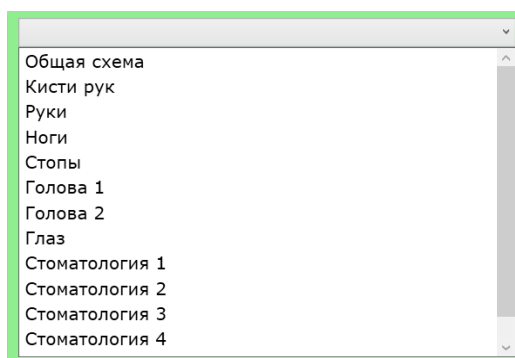 Общая схема
Кисти рук
Руки
Ноги
Стопы
Голова 1
Голова 2
Глаз
Стоматология 1
Стоматология 2
Стоматология 3
Стоматология 4